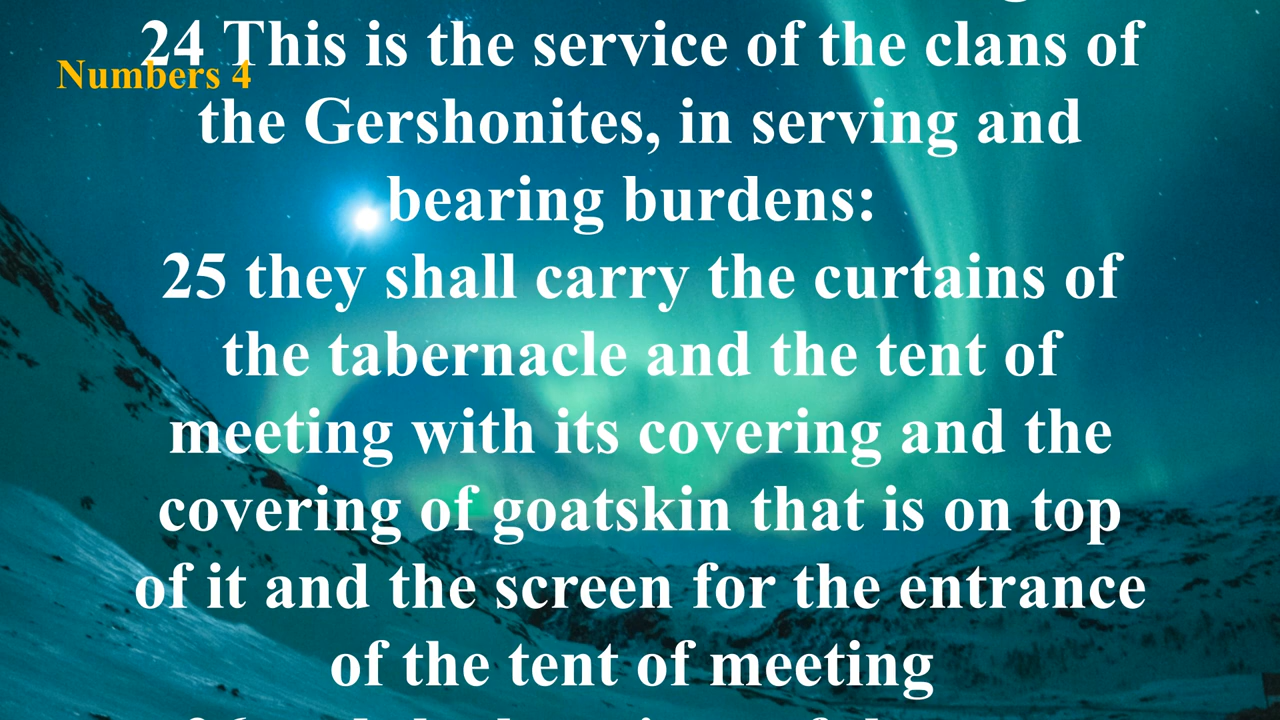 24 This is the service of the clans of
Numbers 4
the Gershonites, in serving and
bearing burdens:
25 they shall carry the curtains of
the tabernacle and the tent of
meeting with its covering and the
covering of goatskin that is on top
of it and the screen for the entrance
of the tent of meeting